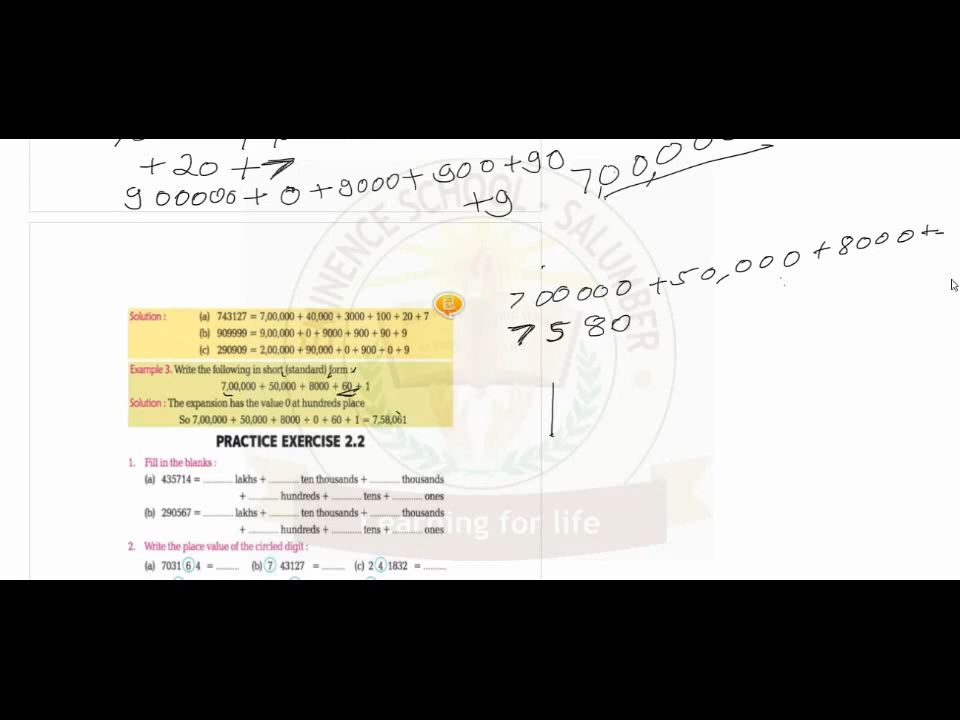 +20 +7
900000 + 0 + 9000 + 900 + 90
+9
700000 + 50,000 + 8000 +
7580
Solution : (a) 743127 = 7,00,000 + 40,000 + 3000 + 100 + 20 + 7
(b) 909999 = 9,00,000 + 0 + 9000 + 900 + 90 + 9
(c) 290909 = 2,00,000 + 90,000 + 0 + 900 + 0 + 9
Example 3. Write the following in short (standard) form
7,00,000 + 50,000 + 8000 + 60 + 1
Solution : The expansion has the value 0 at hundreds place
So 7,00,000 + 50,000 + 8000 + 0 + 60 + 1 = 7,58,061
PRACTICE EXERCISE 2.2
1. Fill in the blanks :
(a) 435714 = .......... lakhs + .......... ten thousands + .......... thousands
+ .......... hundreds + .......... tens + .......... ones
(b) 290567 = .......... lakhs + .......... ten thousands + .......... thousands
+ .......... hundreds + .......... tens + .......... ones
2. Write the place value of the circled digit :
(a) 703164 = ........ (b) 743127 = ........ (c) 241832 = ........
SCHOOL - SALUMBER
Learning for life